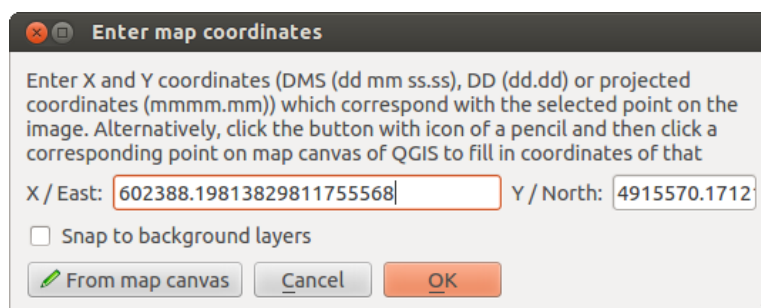 Enter map coordinates
Enter X and Y coordinates (DMS (dd mm ss.ss), DD (dd.dd) or projected
coordinates (mmmm.mm)) which correspond with the selected point on the
image. Alternatively, click the button with icon of a pencil and then click a
corresponding point on map canvas of QGIS to fill in coordinates of that
X / East: 602388.19813829811755568 Y / North: 4915570.1712
Snap to background layers
From map canvas Cancel OK